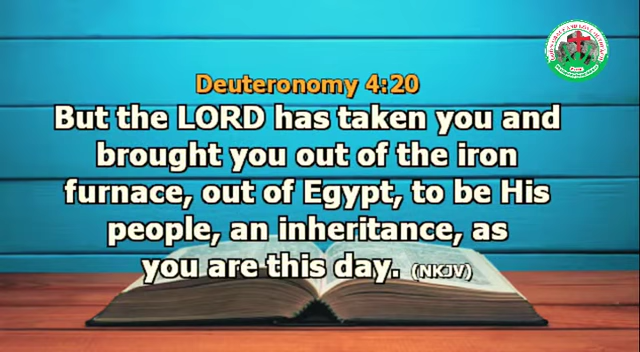 Deuteronomy 4:20
But the LORD has taken you and
brought you out of the iron
furnace, out of Egypt, to be His
people, an inheritance, as
you are this day. (NKJV)